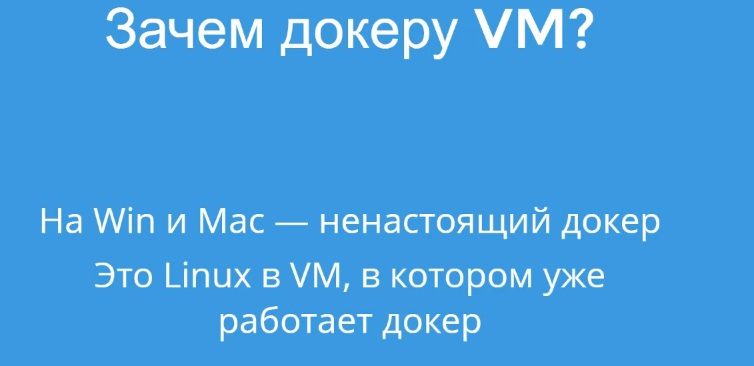 Зачем докеру VM?
На Win и Mac — ненастоящий докер
Это Linux в VM, в котором уже
работает докер